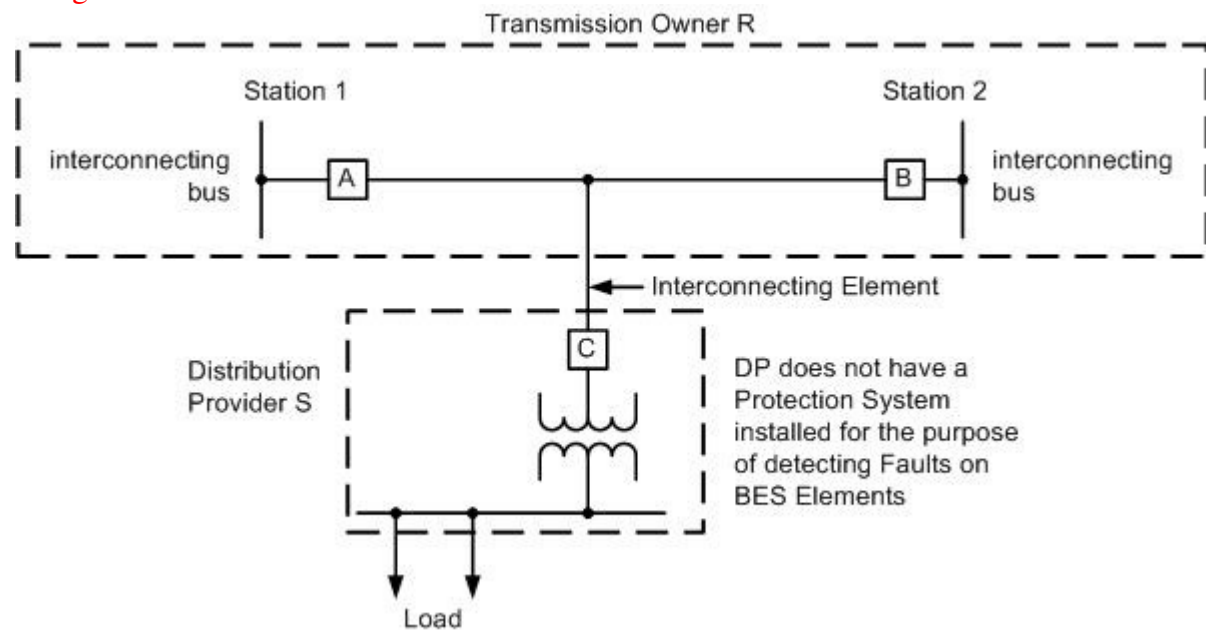 Transmission Owner R
Station 1
Station 2
interconnecting
bus
A
B
interconnecting
bus
Interconnecting Element
C
Distribution
Provider S
DP does not have a
Protection System
installed for the purpose
of detecting Faults on
BES Elements
Load